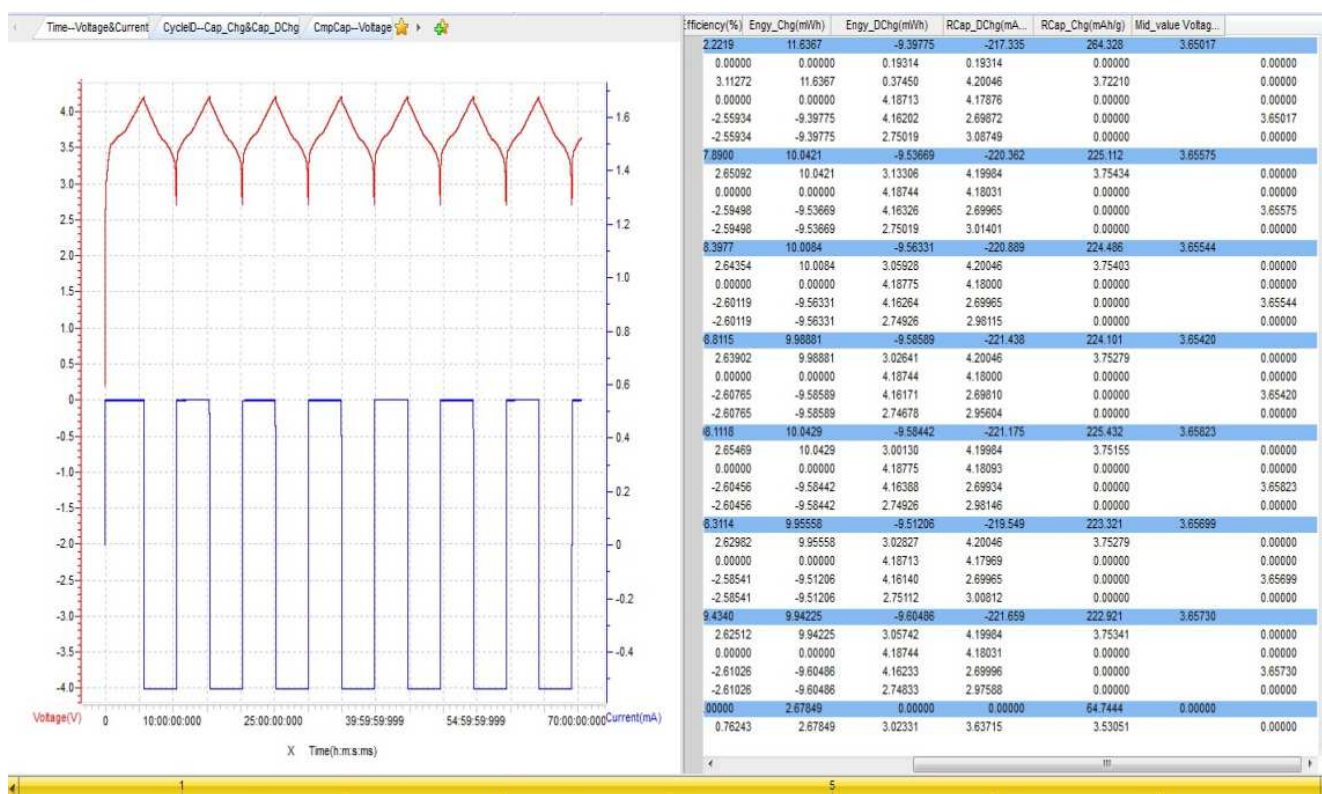 Time--Voltage&Current CycleID--Cap_Chg&Cap_DChg CmpCap--Voltage
Efficiency(%) Engy_Chg(mWh) Engy_DChg(mWh) RCap_DChg(mA... RCap_Chg(mAh/g) Mid_value Voltag...
2.2219 11.6367 -9.39775 -217.335 264.328 3.65017
0.00000 0.00000 0.19314 0.19314 0.00000 0.00000
3.11272 11.6367 0.37450 4.20046 3.72210 0.00000
0.00000 0.00000 4.18713 4.17876 0.00000 0.00000
-2.55934 -9.39775 4.16202 2.69872 0.00000 3.65017
-2.55934 -9.39775 2.75019 3.08749 0.00000 0.00000
7.8900 10.0421 -9.53669 -220.362 225.112 3.65575
2.65092 10.0421 3.13306 4.19984 3.75434 0.00000
0.00000 0.00000 4.18744 4.18031 0.00000 0.00000
-2.59498 -9.53669 4.16326 2.69965 0.00000 3.65575
-2.59498 -9.53669 2.75019 3.01401 0.00000 0.00000
8.3977 10.0084 -9.56331 -220.889 224.486 3.65544
2.64354 10.0084 3.05928 4.20046 3.75403 0.00000
0.00000 0.00000 4.18775 4.18000 0.00000 0.00000
-2.60119 -9.56331 4.16264 2.69965 0.00000 3.65544
-2.60119 -9.56331 2.74926 2.98115 0.00000 0.00000
8.8115 9.98881 -9.58589 -221.438 224.101 3.65420
2.63902 9.98881 3.02641 4.20046 3.75279 0.00000
0.00000 0.00000 4.18744 4.18000 0.00000 0.00000
-2.60765 -9.58589 4.16171 2.69810 0.00000 3.65420
-2.60765 -9.58589 2.74678 2.95604 0.00000 0.00000
8.1118 10.0429 -9.58442 -221.175 225.432 3.65823
2.65469 10.0429 3.00130 4.19984 3.75155 0.00000
0.00000 0.00000 4.18775 4.18093 0.00000 0.00000
-2.60456 -9.58442 4.16388 2.69934 0.00000 3.65823
-2.60456 -9.58442 2.74926 2.98146 0.00000 0.00000
8.3114 9.95558 -9.51206 -219.549 223.321 3.65699
2.62982 9.95558 3.02827 4.20046 3.75279 0.00000
0.00000 0.00000 4.18713 4.17969 0.00000 0.00000
-2.58541 -9.51206 4.16140 2.69965 0.00000 3.65699
-2.58541 -9.51206 2.75112 3.00812 0.00000 0.00000
9.4340 9.94225 -9.60486 -221.659 222.921 3.65730
2.62512 9.94225 3.05742 4.19984 3.75341 0.00000
0.00000 0.00000 4.18744 4.18031 0.00000 0.00000
-2.61026 -9.60486 4.16233 2.69996 0.00000 3.65730
-2.61026 -9.60486 2.74833 2.97588 0.00000 0.00000
.00000 2.67849 0.00000 0.00000 64.7444 0.00000
0.76243 2.67849 3.02331 3.63715 3.53051 0.00000
4.0
3.5
3.0
2.5
2.0
1.5
1.0
0.5
0
-0.5
-1.0
-1.5
-2.0
-2.5
-3.0
-3.5
-4.0
1.6
1.4
1.2
1.0
0.8
0.6
0.4
0.2
0
-0.2
-0.4
Voltage(V) 0 10:00:00:000 25:00:00:000 39:59:59:999 54:59:59:999 70:00:00:000 Current(mA)
X Time(h:m:s:ms)
1 5